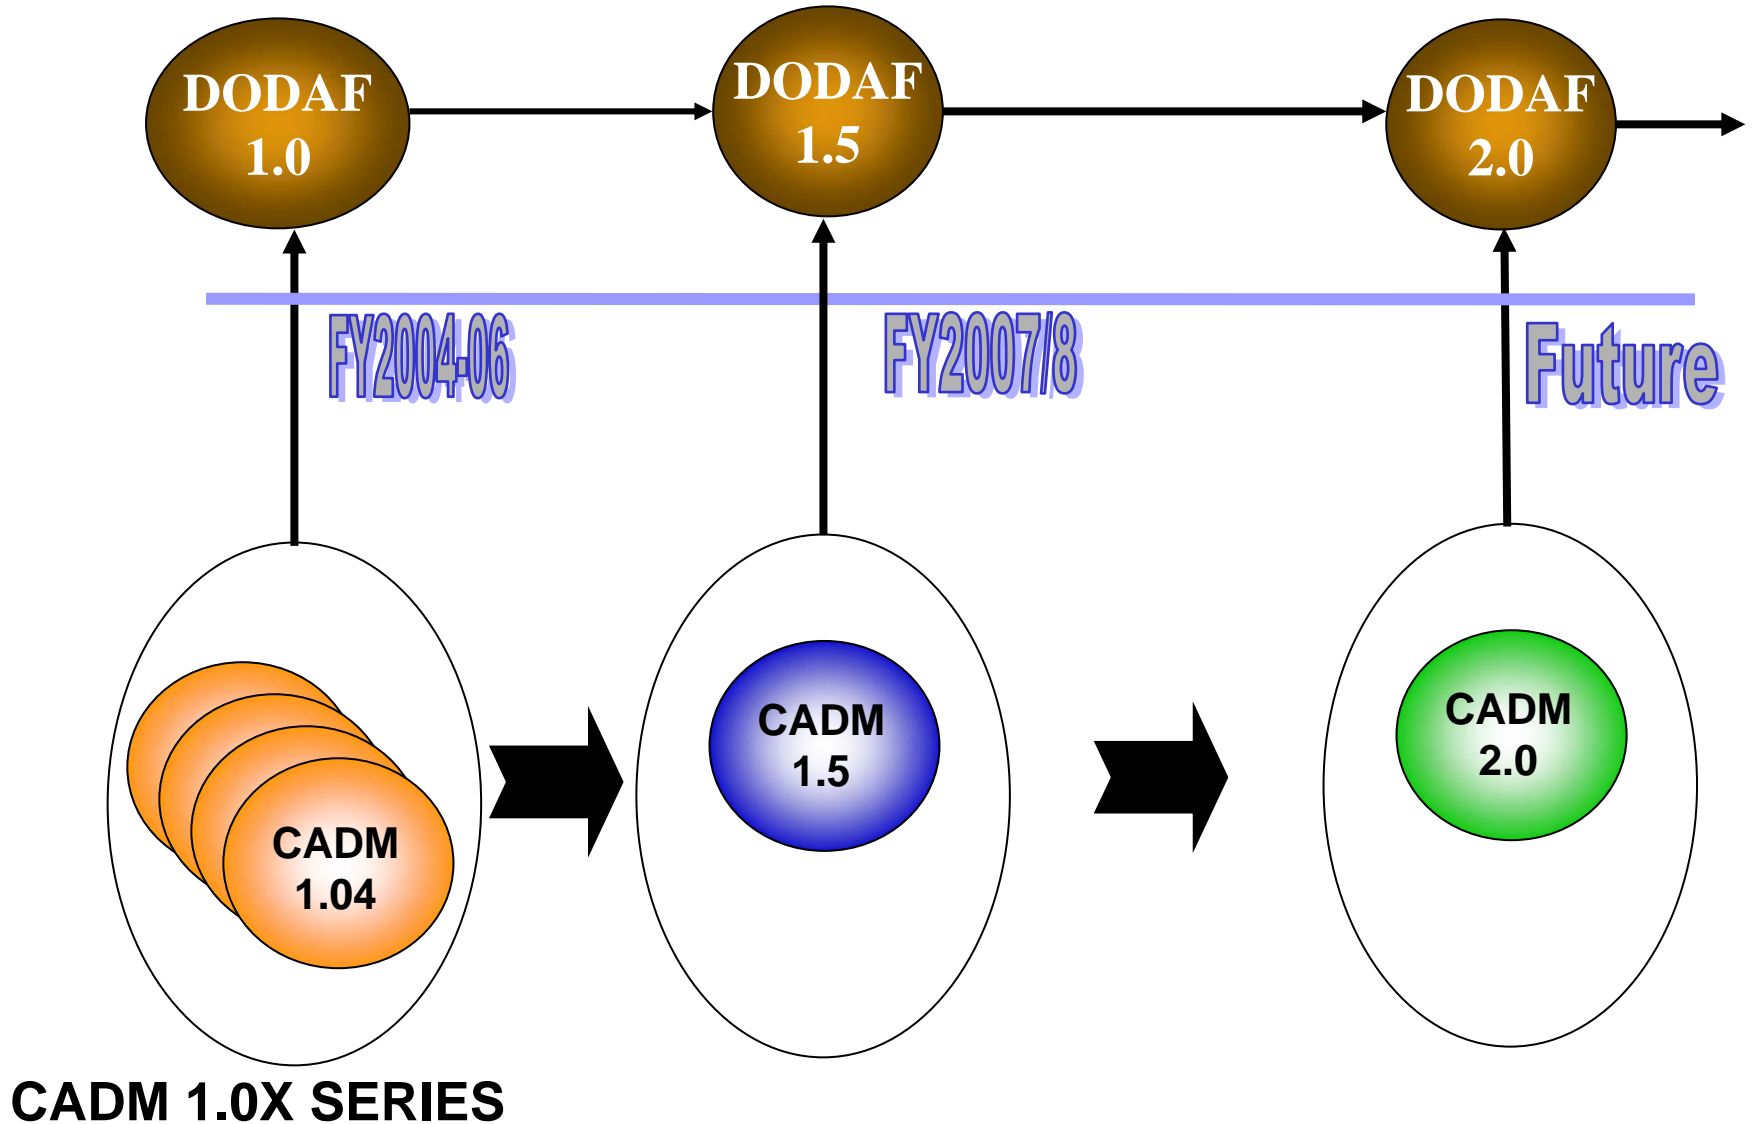 DODAF
1.0
DODAF
1.5
DODAF
2.0
FY2004-06
FY2007/8
Future
CADM
1.04
CADM
1.5
CADM
2.0
CADM 1.0X SERIES